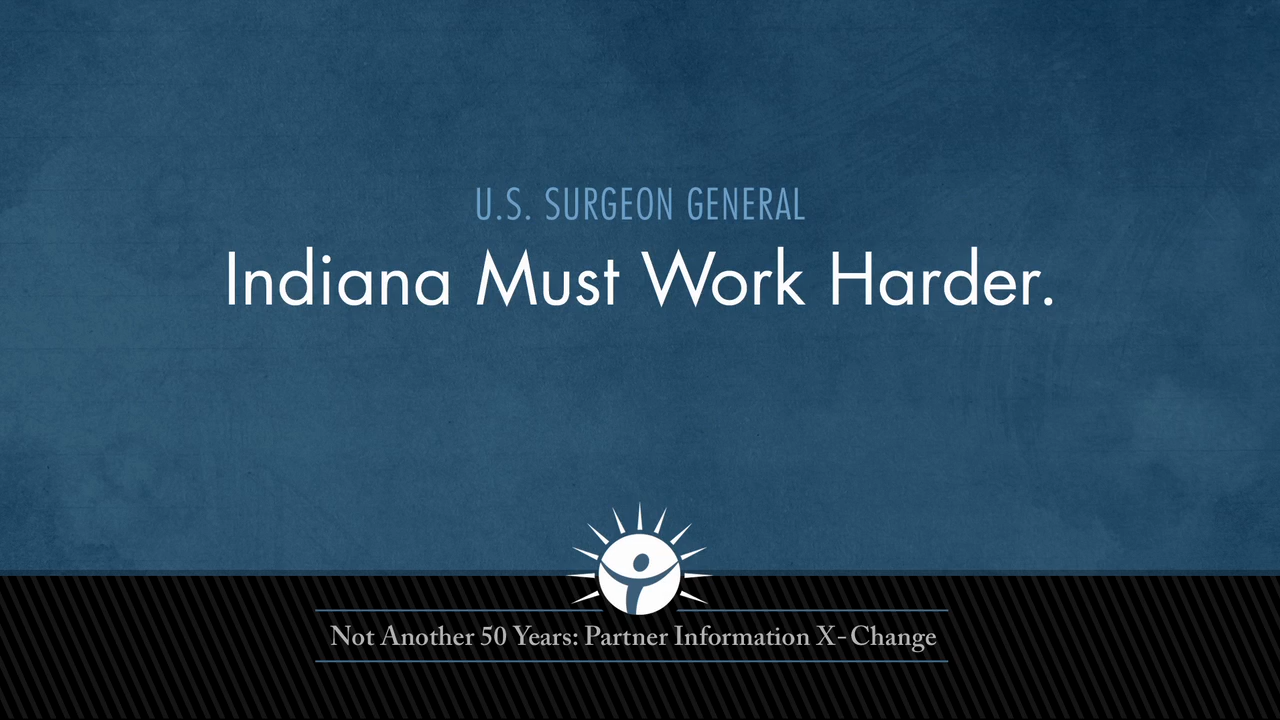 U.S. SURGEON GENERAL
Indiana Must Work Harder.
Not Another 50 Years: Partner Information X-Change